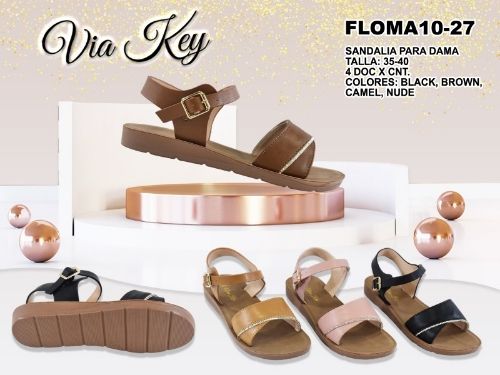 Via Key
FLOMA10-27
SANDALIA PARA DAMA
TALLA: 35-40
4 DOC X CNT.
COLORES: BLACK, BROWN,
CAMEL, NUDE